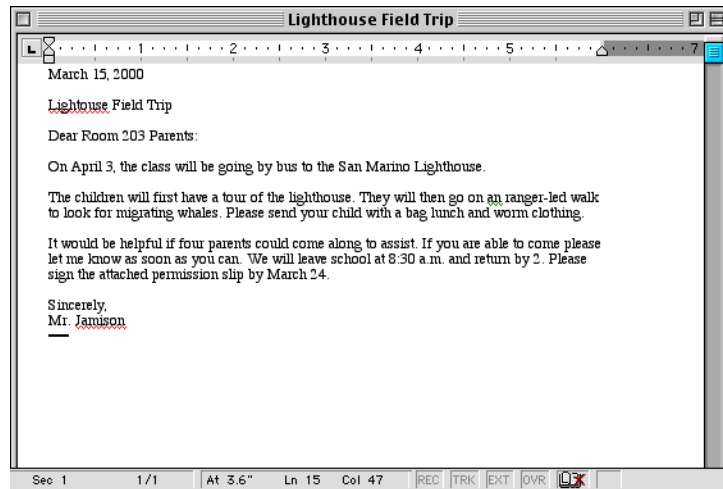 Lighthouse Field Trip
L 1 2 3 4 5 7
March 15, 2000
Lightouse Field Trip
Dear Room 203 Parents:
On April 3, the class will be going by bus to the San Marino Lighthouse.
The children will first have a tour of the lighthouse. They will then go on an ranger-led walk
to look for migrating whales. Please send your child with a bag lunch and worm clothing.
It would be helpful if four parents could come along to assist. If you are able to come please
let me know as soon as you can. We will leave school at 8:30 a.m. and return by 2. Please
sign the attached permission slip by March 24.
Sincerely,
Mr. Jamison
Sec 1 1/1 At 3.6" Ln 15 Col 47 REC TRK EXT OVR